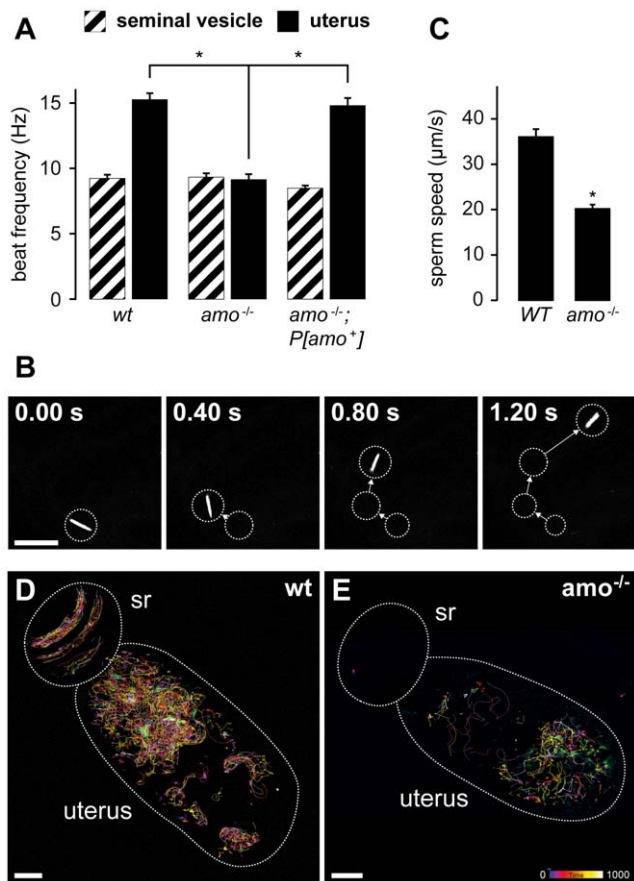 A
seminal vesicle
uterus
*
*
beat frequency (Hz)
15
10
5
0
wt
amo-/-
amo-/-;
P[amo+]
C
sperm speed (µm/s)
40
30
20
10
0
*
WT
amo-/-
B
0.00 s
0.40 s
0.80 s
1.20 s
D
sr
wt
uterus
E
sr
amo-/-
uterus
0
Time
1000